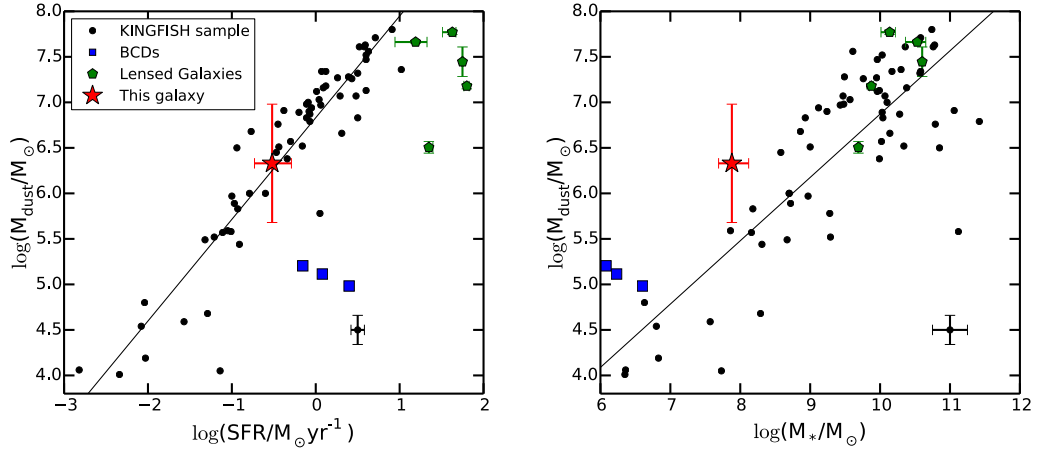 8.0
7.5
7.0
6.5
6.0
5.5
5.0
4.5
4.0
log(M_dust/M_⊙)
KINGFISH sample
BCDs
Lensed Galaxies
This galaxy
−3 −2 −1 0 1 2
log(SFR/M_⊙yr⁻¹)
8.0
7.5
7.0
6.5
6.0
5.5
5.0
4.5
4.0
log(M_dust/M_⊙)
6 7 8 9 10 11 12
log(M_*/M_⊙)